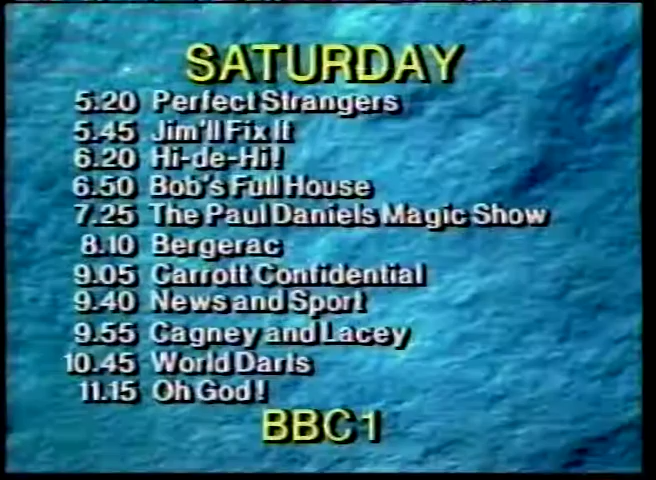 SATURDAY
5.20 Perfect Strangers
5.45 Jim'll Fix It
6.20 Hi-de-Hi!
6.50 Bob's Full House
7.25 The Paul Daniels Magic Show
8.10 Bergerac
9.05 Carrott Confidential
9.40 News and Sport
9.55 Cagney and Lacey
10.45 World Darts
11.15 Oh God!
BBC1